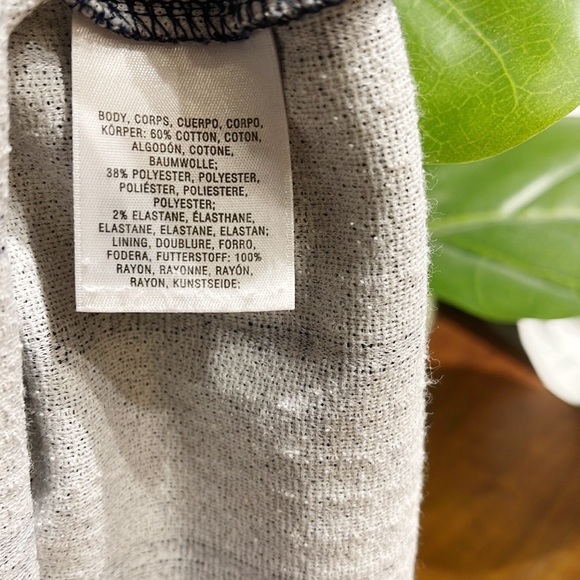 BODY, CORPS, CUERPO, CORPO,
KÖRPER: 60% COTTON, COTON,
ALGODÓN, COTONE,
BAUMWOLLE;
38% POLYESTER, POLYESTER,
POLIÉSTER, POLIESTERE,
POLYESTER;
2% ELASTANE, ÉLASTHANE,
ELASTANE, ELASTANE, ELASTAN;
LINING, DOUBLURE, FORRO,
FODERA, FUTTERSTOFF: 100%
RAYON, RAYONNE, RAYÓN,
RAYON, KUNSTSEIDE;